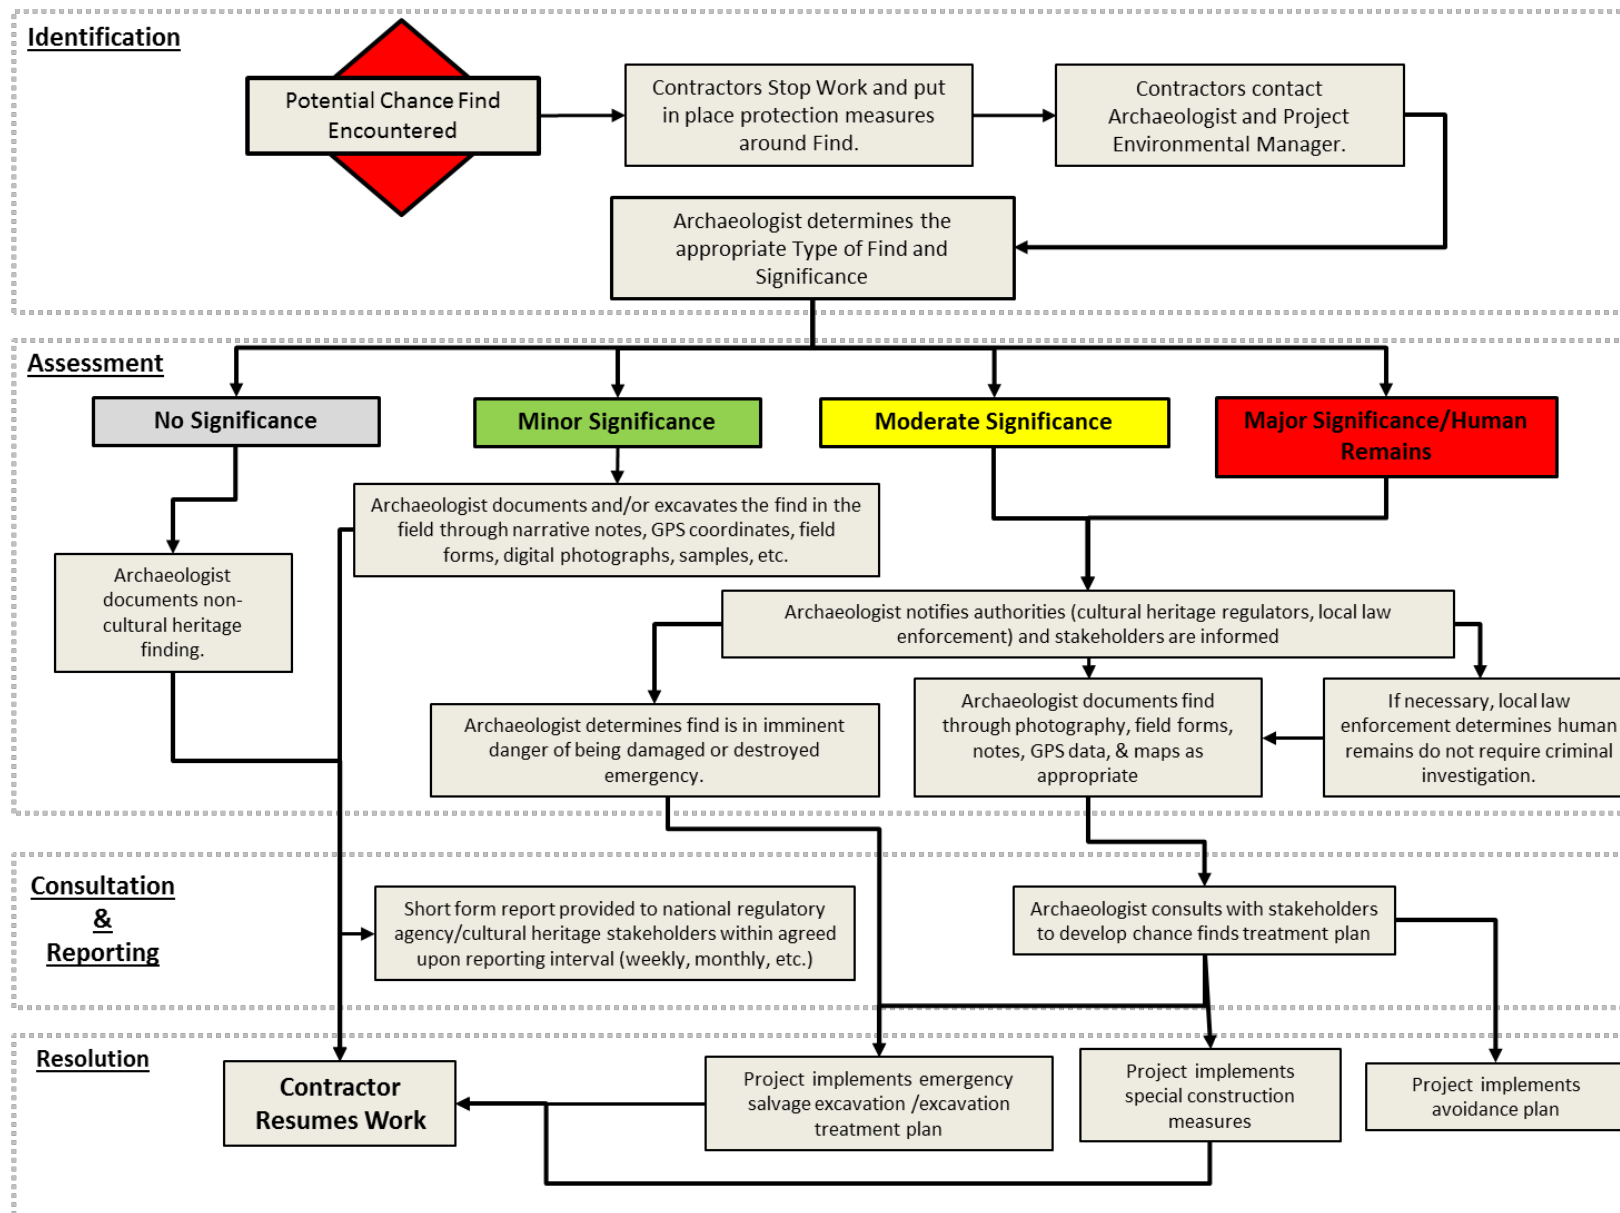 Identification
Potential Chance Find
Encountered
Contractors Stop Work and put
in place protection measures
around Find.
Contractors contact
Archaeologist and Project
Environmental Manager.
Archaeologist determines the
appropriate Type of Find and
Significance
Assessment
No Significance
Minor Significance
Moderate Significance
Major Significance/Human
Remains
Archaeologist documents and/or excavates the find in the
field through narrative notes, GPS coordinates, field
forms, digital photographs, samples, etc.
Archaeologist
documents non-
cultural heritage
finding.
Archaeologist notifies authorities (cultural heritage regulators, local law
enforcement) and stakeholders are informed
Archaeologist determines find is in imminent
danger of being damaged or destroyed
emergency.
Archaeologist documents find
through photography, field forms,
notes, GPS data, & maps as
appropriate
If necessary, local law
enforcement determines human
remains do not require criminal
investigation.
Consultation
&
Reporting
Short form report provided to national regulatory
agency/cultural heritage stakeholders within agreed
upon reporting interval (weekly, monthly, etc.)
Archaeologist consults with stakeholders
to develop chance finds treatment plan
Resolution
Contractor
Resumes Work
Project implements emergency
salvage excavation /excavation
treatment plan
Project implements
special construction
measures
Project implements
avoidance plan